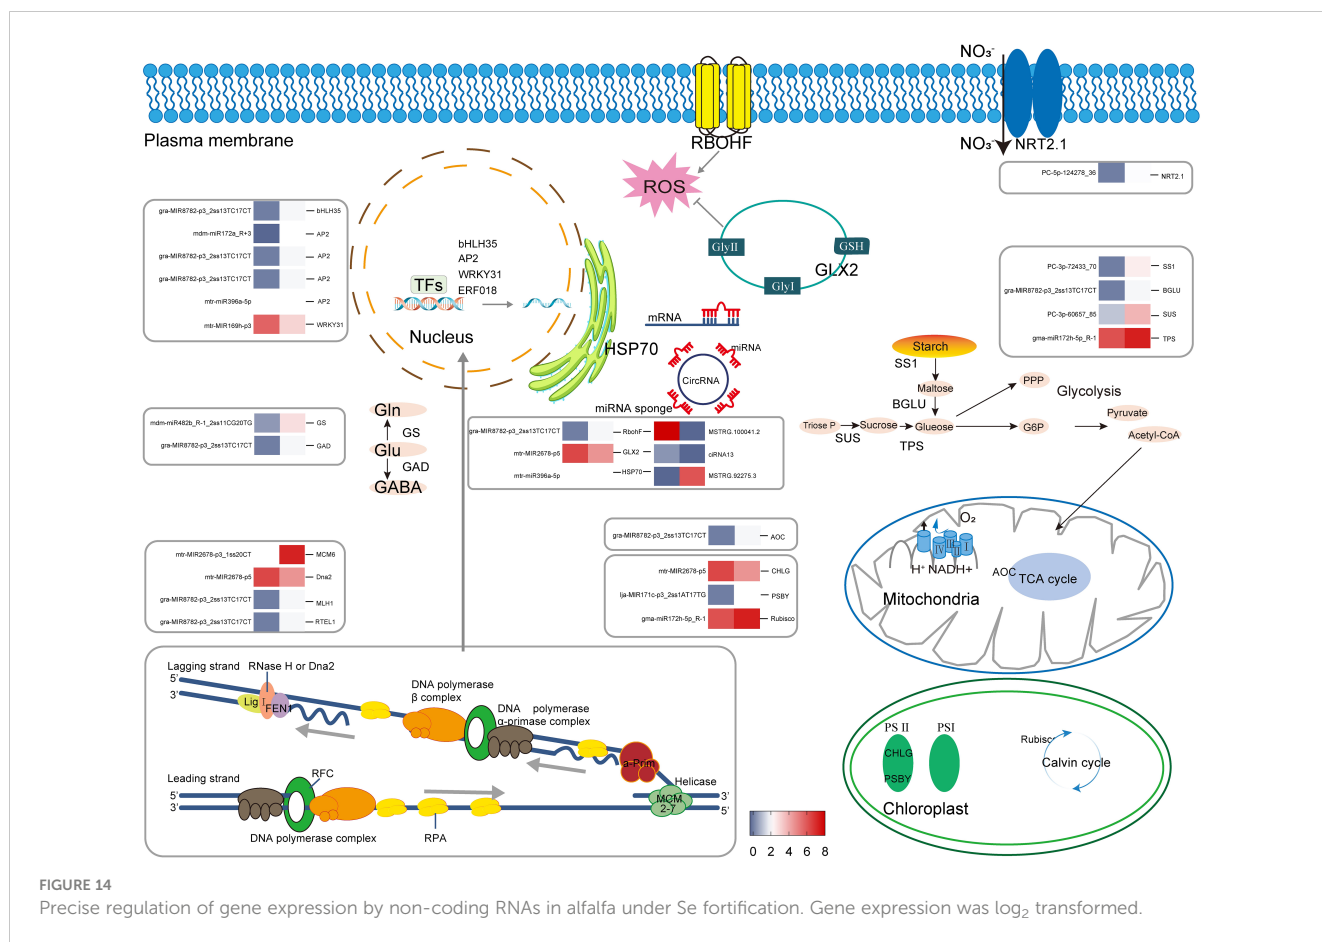 NO₃⁻
Plasma membrane
RBOHF
NO₃⁻
NRT2.1
PC-5p-124278_36
NRT2.1
ROS
GlyII
GSH
GLX2
GlyI
gra-MIR8782-p3_2ss13TC17CT
bHLH35
mdm-miR172a_R+3
AP2
gra-MIR8782-p3_2ss13TC17CT
AP2
gra-MIR8782-p3_2ss13TC17CT
AP2
mtr-miR396a-5p
AP2
mtr-MIR169h-p3
WRKY31
bHLH35
AP2
WRKY31
ERF018
TFs
Nucleus
HSP70
mRNA
miRNA
CircRNA
miRNA sponge
PC-3p-72433_70
SS1
gra-MIR8782-p3_2ss13TC17CT
BGLU
PC-3p-60657_85
SUS
gma-miR172h-5p_R-1
TPS
Starch
SS1
Maltose
BGLU
PPP
Glycolysis
Triose P
Sucrose
Glucose
G6P
Pyruvate
SUS
TPS
Acetyl-CoA
mdm-miR482b_R-1_2ss11CG20TG
GS
gra-MIR8782-p3_2ss13TC17CT
GAD
Gln
GS
Glu
GAD
GABA
gra-MIR8782-p3_2ss13TC17CT
RbohF
MSTRG.100041.2
mtr-MIR2678-p5
GLX2
ciRNA13
mtr-miR396a-5p
HSP70
MSTRG.92275.3
gra-MIR8782-p3_2ss13TC17CT
AOC
mtr-MIR2678-p5
CHLG
lja-MIR171c-p3_2ss1AT17TG
PSBY
gma-miR172h-5p_R-1
Rubisco
mtr-MIR2678-p3_1ss20CT
MCM6
mtr-MIR2678-p5
Dna2
gra-MIR8782-p3_2ss13TC17CT
MLH1
gra-MIR8782-p3_2ss13TC17CT
RTEL1
O₂
IV
III
II
I
H⁺ NADH+
AOC
TCA cycle
Mitochondria
Lagging strand
RNase H or Dna2
5'
3'
Lig I
FEN1
DNA polymerase
β complex
DNA polymerase
α-primase complex
a-Prim
Helicase
MCM
2-7
3'
5'
Leading strand
RFC
5'
3'
DNA polymerase complex
RPA
0 2 4 6 8
PS II
PSI
CHLG
PSBY
Rubisco
Calvin cycle
Chloroplast
FIGURE 14
Precise regulation of gene expression by non-coding RNAs in alfalfa under Se fortification. Gene expression was log₂ transformed.